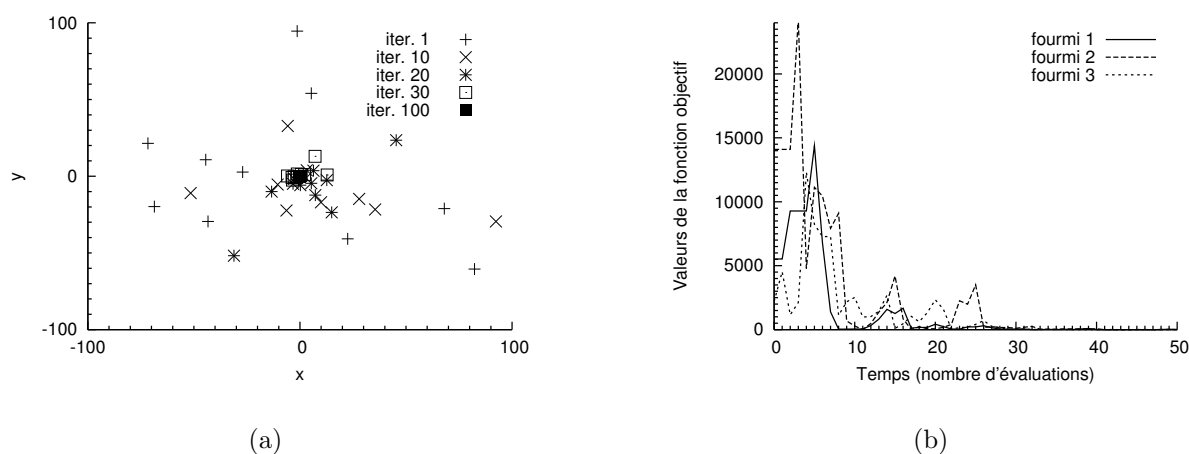 100
0
-100
-100
0
100
y
x
iter. 1
iter. 10
iter. 20
iter. 30
iter. 100
(a)
Valeurs de la fonction objectif
20000
15000
10000
5000
0
0
10
20
30
40
50
Temps (nombre d'évaluations)
fourmi 1
fourmi 2
fourmi 3
(b)